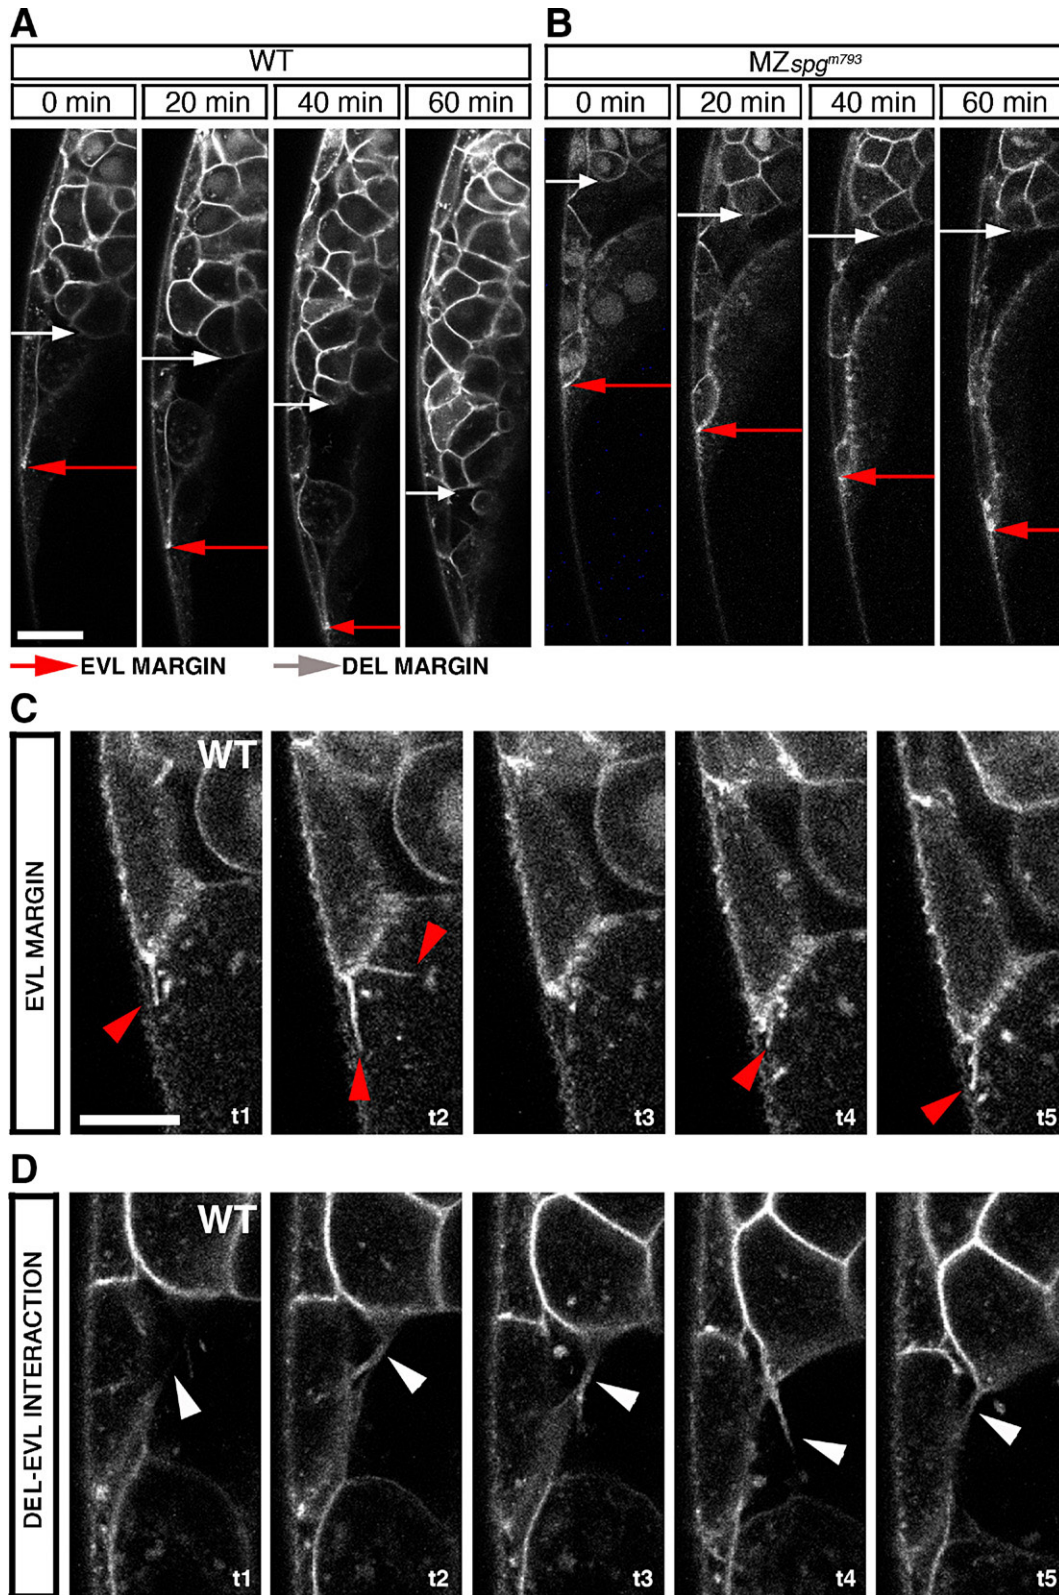 A
B
WT
MZspgᵐ⁷⁹³
0 min
20 min
40 min
60 min
0 min
20 min
40 min
60 min
EVL MARGIN
DEL MARGIN
C
EVL MARGIN
WT
t1
t2
t3
t4
t5
D
DEL-EVL INTERACTION
WT
t1
t2
t3
t4
t5